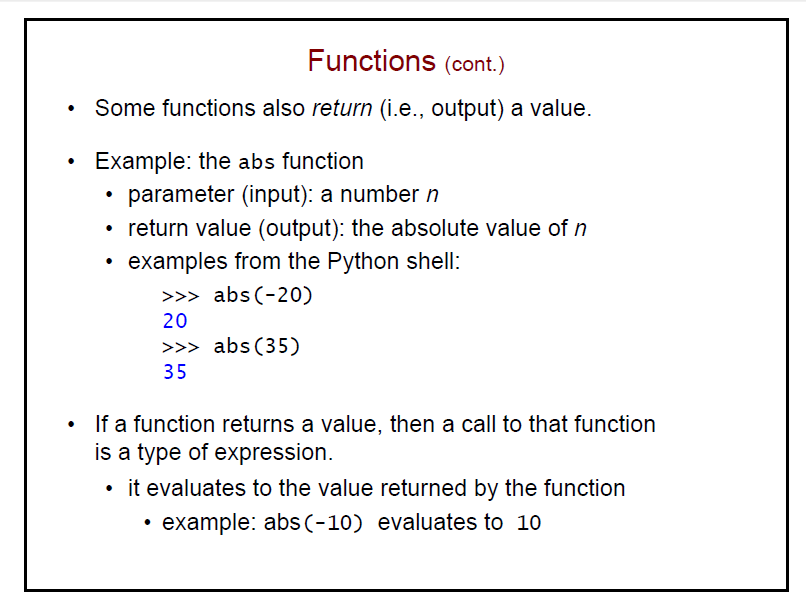 Functions (cont.)
• Some functions also return (i.e., output) a value.
• Example: the abs function
• parameter (input): a number n
• return value (output): the absolute value of n
• examples from the Python shell:
>>> abs(-20)
20
>>> abs(35)
35
• If a function returns a value, then a call to that function
is a type of expression.
• it evaluates to the value returned by the function
• example: abs(-10) evaluates to 10